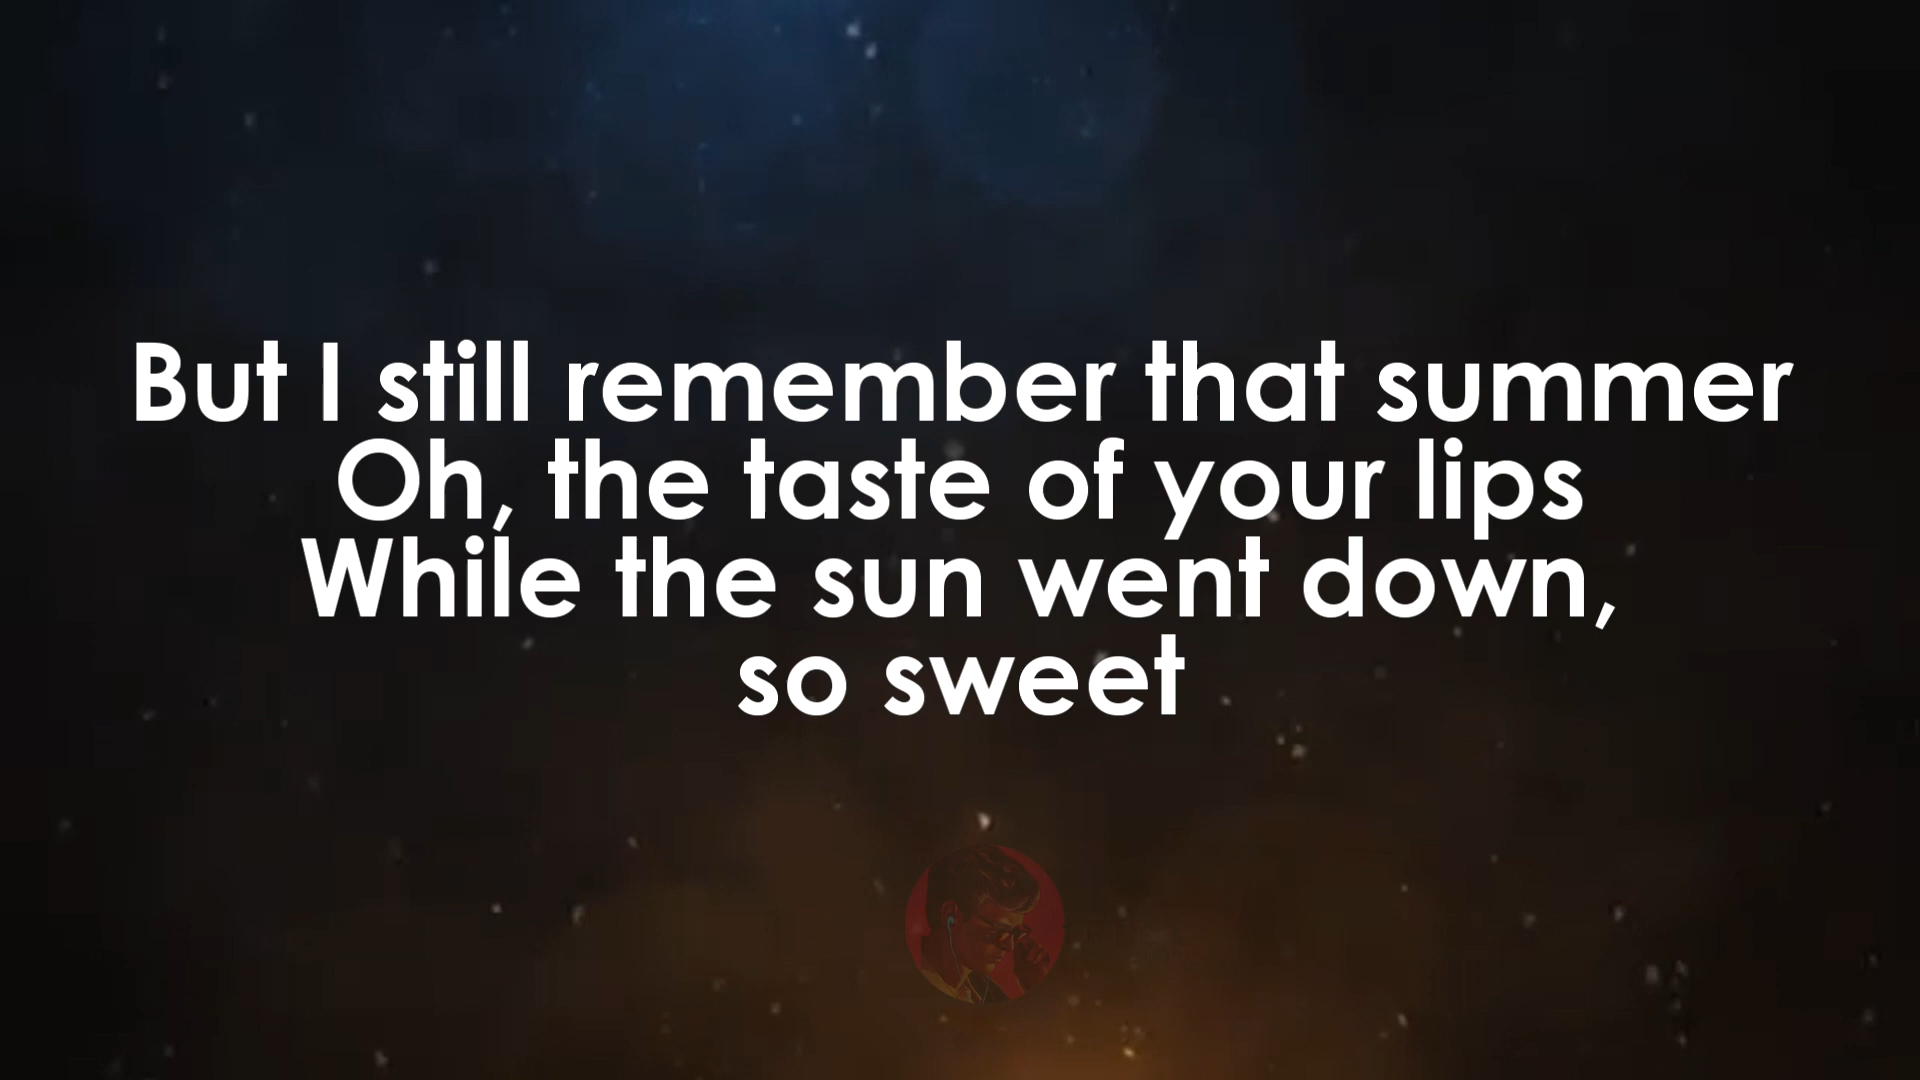 But I still remember that summer
Oh, the taste of your lips
While the sun went down,
so sweet